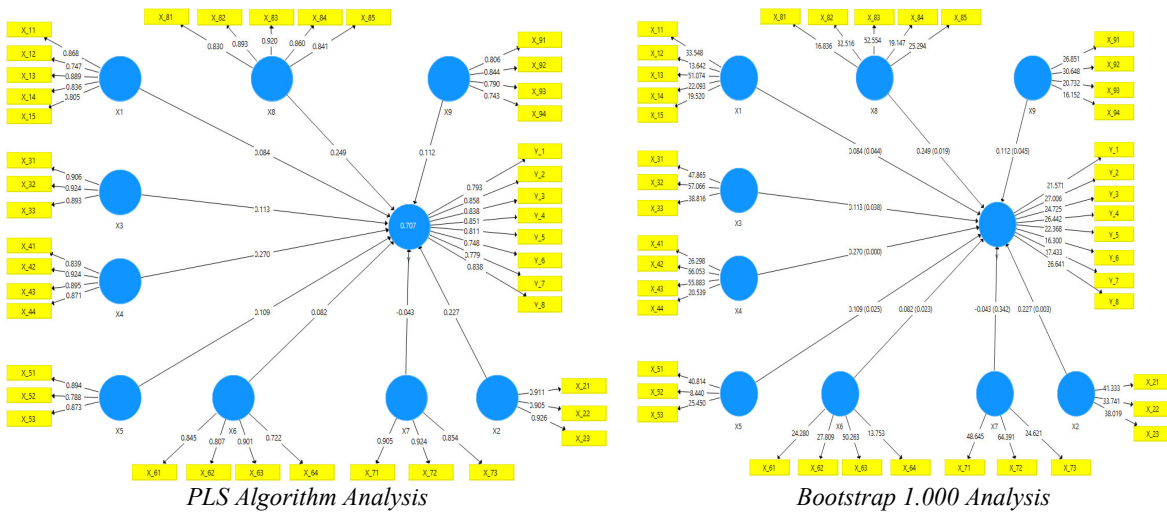 X_81
X_82
X_83
X_84
X_85
0.830
0.893
0.920
0.860
0.841
X8
X_11
X_12
X_13
X_14
X_15
0.868
0.747
0.889
0.836
0.805
X1
X_91
X_92
X_93
X_94
0.806
0.844
0.790
0.743
X9
0.084
0.249
0.112
X_31
X_32
X_33
0.906
0.924
0.893
X3
0.113
0.707
Y_1
Y_2
Y_3
Y_4
Y_5
Y_6
Y_7
Y_8
0.793
0.858
0.838
0.851
0.811
0.748
0.779
0.838
X_41
X_42
X_43
X_44
0.839
0.924
0.895
0.871
X4
0.270
0.109
0.082
-0.043
0.227
X_51
X_52
X_53
0.894
0.788
0.873
X5
X6
0.845
0.807
0.901
0.722
X_61
X_62
X_63
X_64
X7
0.905
0.924
0.854
X_71
X_72
X_73
X2
0.911
0.905
0.926
X_21
X_22
X_23
PLS Algorithm Analysis
X_81
X_82
X_83
X_84
X_85
16.836
32.516
52.554
19.147
25.294
X8
X_11
X_12
X_13
X_14
X_15
33.548
13.642
51.074
22.093
19.520
X1
X_91
X_92
X_93
X_94
26.851
30.648
20.732
16.152
X9
0.084 (0.044)
0.249 (0.019)
0.112 (0.045)
X_31
X_32
X_33
47.865
57.066
38.816
X3
0.113 (0.038)
Y_1
Y_2
Y_3
Y_4
Y_5
Y_6
Y_7
Y_8
21.571
27.006
24.725
26.442
22.368
16.300
17.433
26.641
X_41
X_42
X_43
X_44
26.298
66.053
55.883
20.539
X4
0.270 (0.000)
0.109 (0.025)
0.082 (0.023)
-0.043 (0.342)
0.227 (0.003)
X_51
X_52
X_53
40.814
8.440
25.450
X5
X6
24.280
27.809
50.263
13.753
X_61
X_62
X_63
X_64
X7
48.645
64.391
24.621
X_71
X_72
X_73
X2
41.333
33.741
38.019
X_21
X_22
X_23
Bootstrap 1.000 Analysis